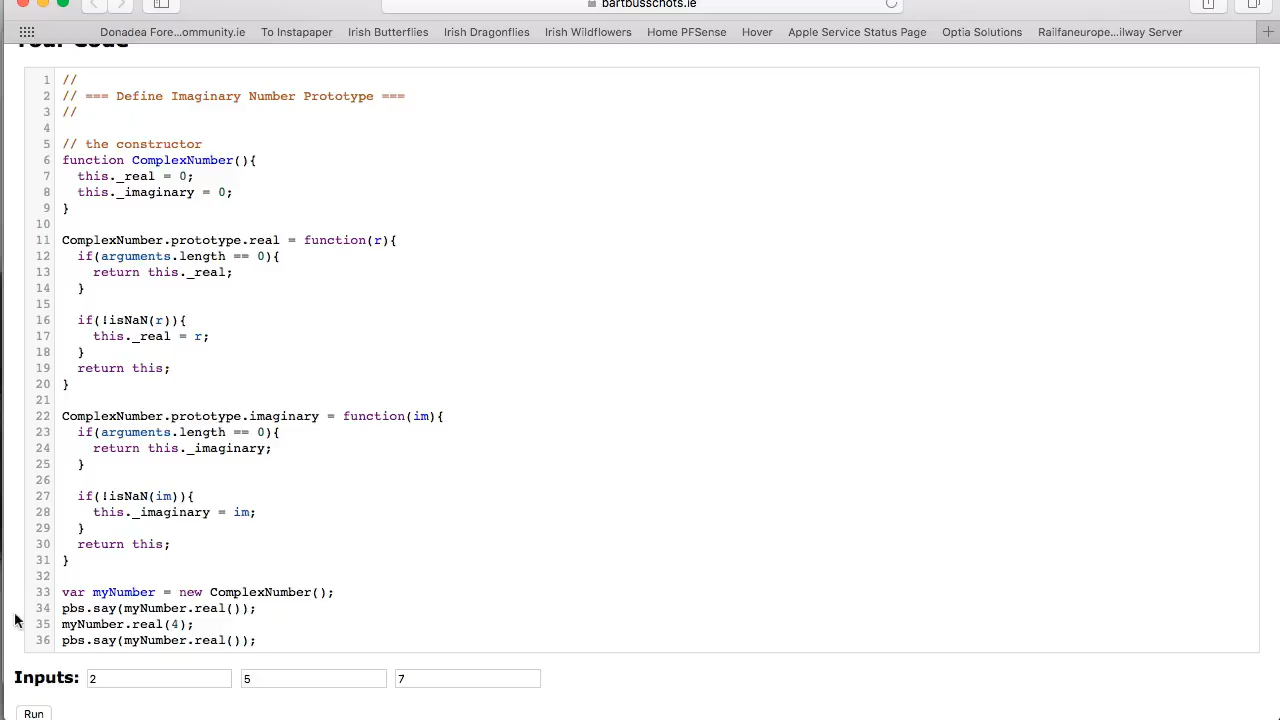 bartbusschots.ie
Donadea Fore...ommunity.ie To Instapaper Irish Butterflies Irish Dragonflies Irish Wildflowers Home PFSense Hover Apple Service Status Page Optia Solutions Railfaneurope...ilway Server
Your Code
1 //
2 // === Define Imaginary Number Prototype ===
3 //
4
5 // the constructor
6 function ComplexNumber(){
7 this._real = 0;
8 this._imaginary = 0;
9 }
10
11 ComplexNumber.prototype.real = function(r){
12 if(arguments.length == 0){
13 return this._real;
14 }
15
16 if(!isNaN(r)){
17 this._real = r;
18 }
19 return this;
20 }
21
22 ComplexNumber.prototype.imaginary = function(im){
23 if(arguments.length == 0){
24 return this._imaginary;
25 }
26
27 if(!isNaN(im)){
28 this._imaginary = im;
29 }
30 return this;
31 }
32
33 var myNumber = new ComplexNumber();
34 pbs.say(myNumber.real());
35 myNumber.real(4);
36 pbs.say(myNumber.real());
Inputs: 2 5 7
Run